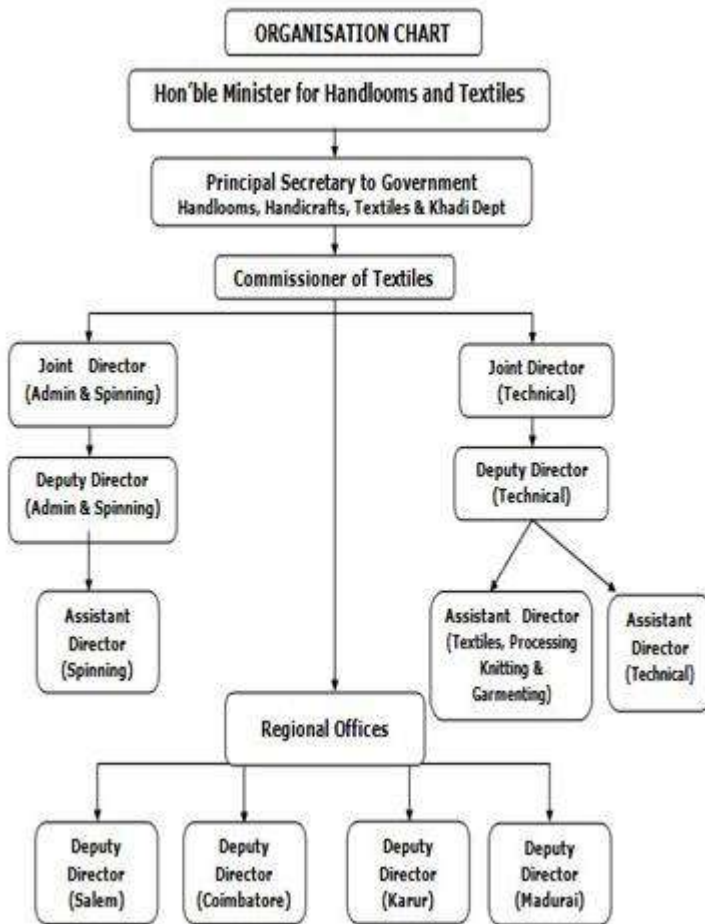 ORGANISATION CHART
Hon´ble Minister for Handlooms and Textiles
Principal Secretary to Government
Handlooms, Handicrafts, Textiles & Khadi Dept
Commissioner of Textiles
Joint Director
(Admin & Spinning)
Joint Director
(Technical)
Deputy Director
(Admin & Spinning)
Deputy Director
(Technical)
Assistant
Director
(Spinning)
Assistant Director
(Textiles, Processing
Knitting &
Garmenting)
Assistant
Director
(Technical)
Regional Offices
Deputy
Director
(Salem)
Deputy
Director
(Coimbatore)
Deputy
Director
(Karur)
Deputy
Director
(Madurai)